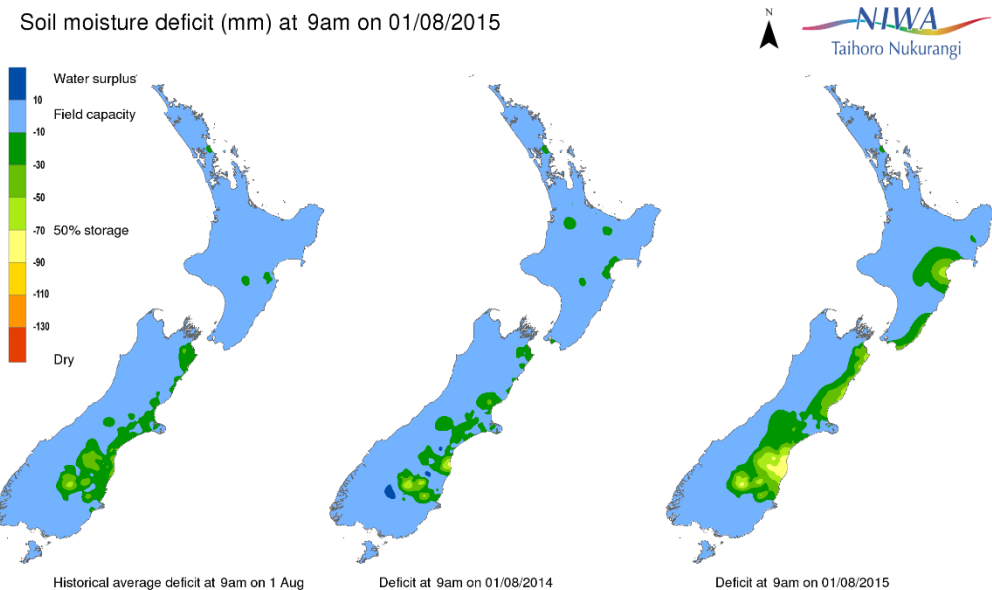 Soil moisture deficit (mm) at 9am on 01/08/2015
N
NIWA
Taihoro Nukurangi
Water surplus
10
Field capacity
-10
-30
-50
50% storage
-70
-90
-110
-130
Dry
Historical average deficit at 9am on 1 Aug
Deficit at 9am on 01/08/2014
Deficit at 9am on 01/08/2015